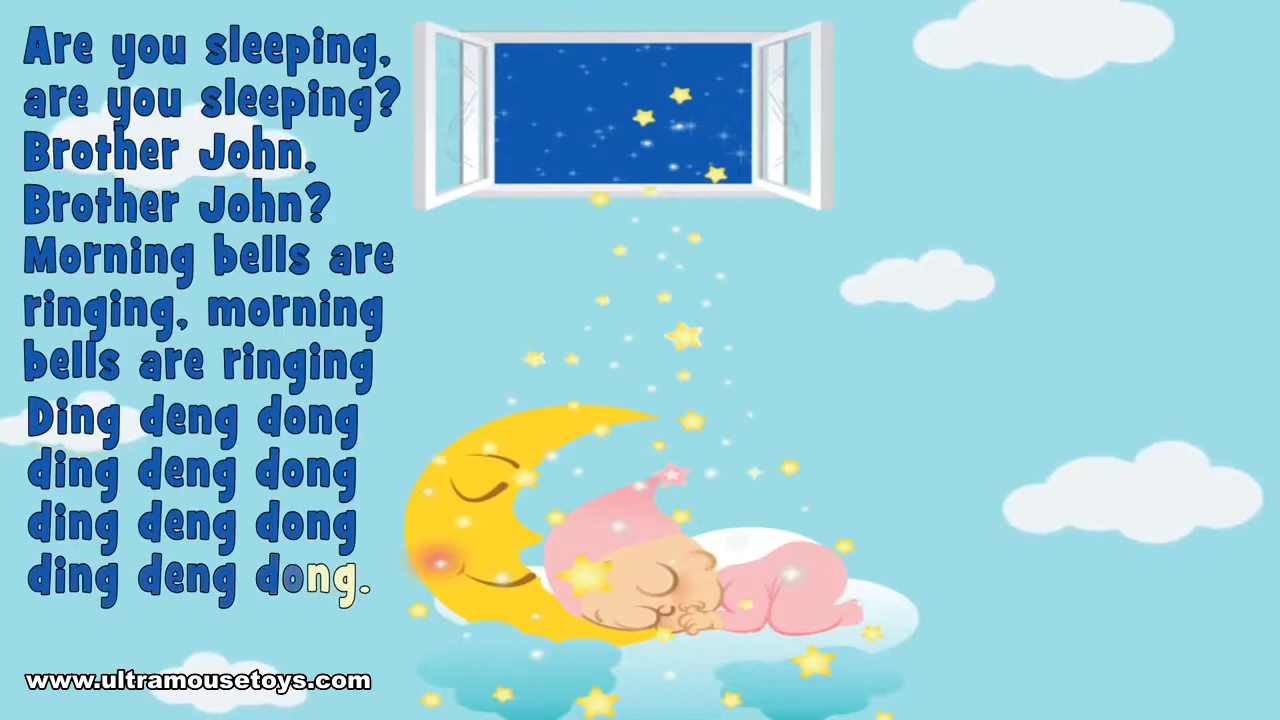 Are you sleeping,
are you sleeping?
Brother John,
Brother John?
Morning bells are
ringing, morning
bells are ringing
Ding deng dong
ding deng dong
ding deng dong
ding deng dong.
www.ultramousetoys.com